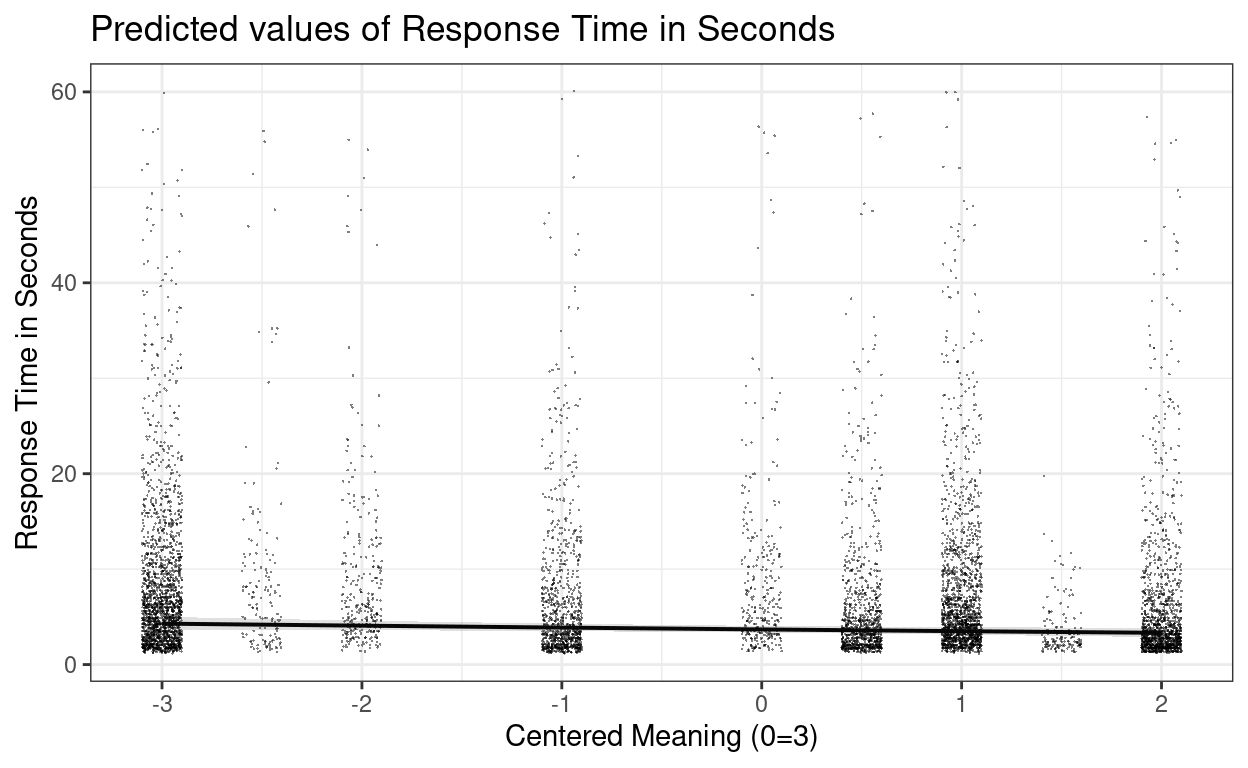 Predicted values of Response Time in Seconds
Response Time in Seconds
60
40
20
0
-3 -2 -1 0 1 2
Centered Meaning (0=3)